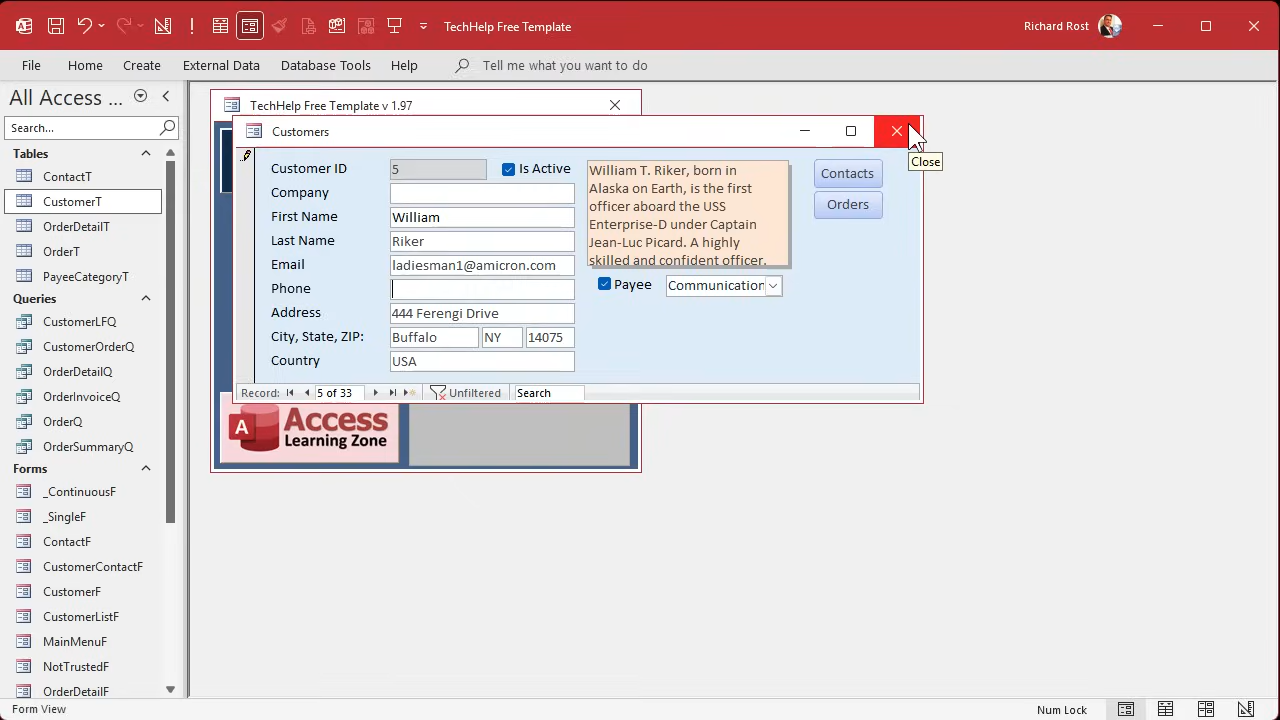 TechHelp Free Template
Richard Rost
File
Home
Create
External Data
Database Tools
Help
Tell me what you want to do
All Access ...
Search...
Tables
ContactT
CustomerT
OrderDetailT
OrderT
PayeeCategoryT
Queries
CustomerLFQ
CustomerOrderQ
OrderDetailQ
OrderInvoiceQ
OrderQ
OrderSummaryQ
Forms
_ContinuousF
_SingleF
ContactF
CustomerContactF
CustomerF
CustomerListF
MainMenuF
NotTrustedF
OrderDetailF
TechHelp Free Template v 1.97
Customers
Close
Customer ID 5 Is Active
Company
First Name William
Last Name Riker
Email ladiesman1@amicron.com
Phone
Address 444 Ferengi Drive
City, State, ZIP: Buffalo NY 14075
Country USA
William T. Riker, born in
Alaska on Earth, is the first
officer aboard the USS
Enterprise-D under Captain
Jean-Luc Picard. A highly
skilled and confident officer,
Payee Communication
Contacts
Orders
Record: 5 of 33 Unfiltered Search
A Access
Learning Zone
Form View
Num Lock